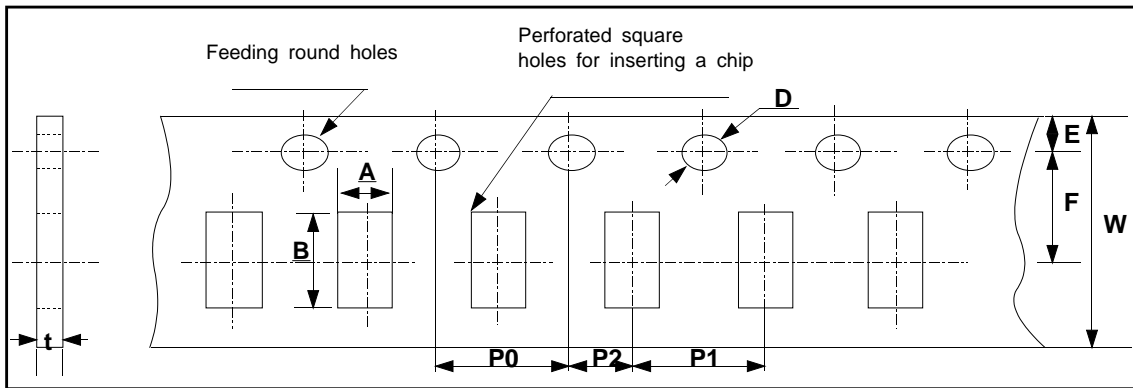 Feeding round holes
Perforated square
holes for inserting a chip
D
E
A
F
W
B
t
P0
P2
P1